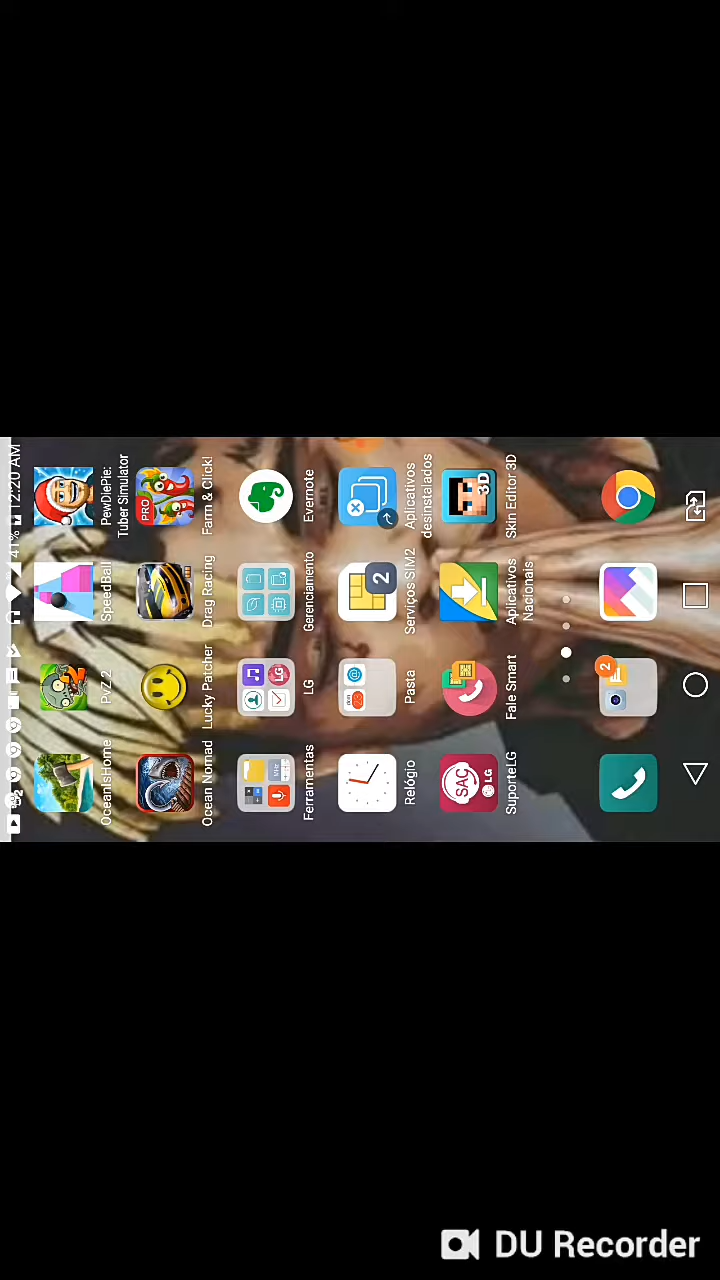 41% 12:20 AM
OceanIsHome
PvZ 2
SpeedBall
PewDiePie:
Tuber Simulator
PRO
Ocean Nomad
Lucky Patcher
Drag Racing
Farm & Click!
LG
Ferramentas
LG
Gerenciamento
Evernote
2
Relógio
Pasta
Serviços SIM2
Aplicativos
desinstalados
SAC
LG
3D
SuporteLG
Fale Smart
Aplicativos
Nacionais
Skin Editor 3D
2
DU Recorder